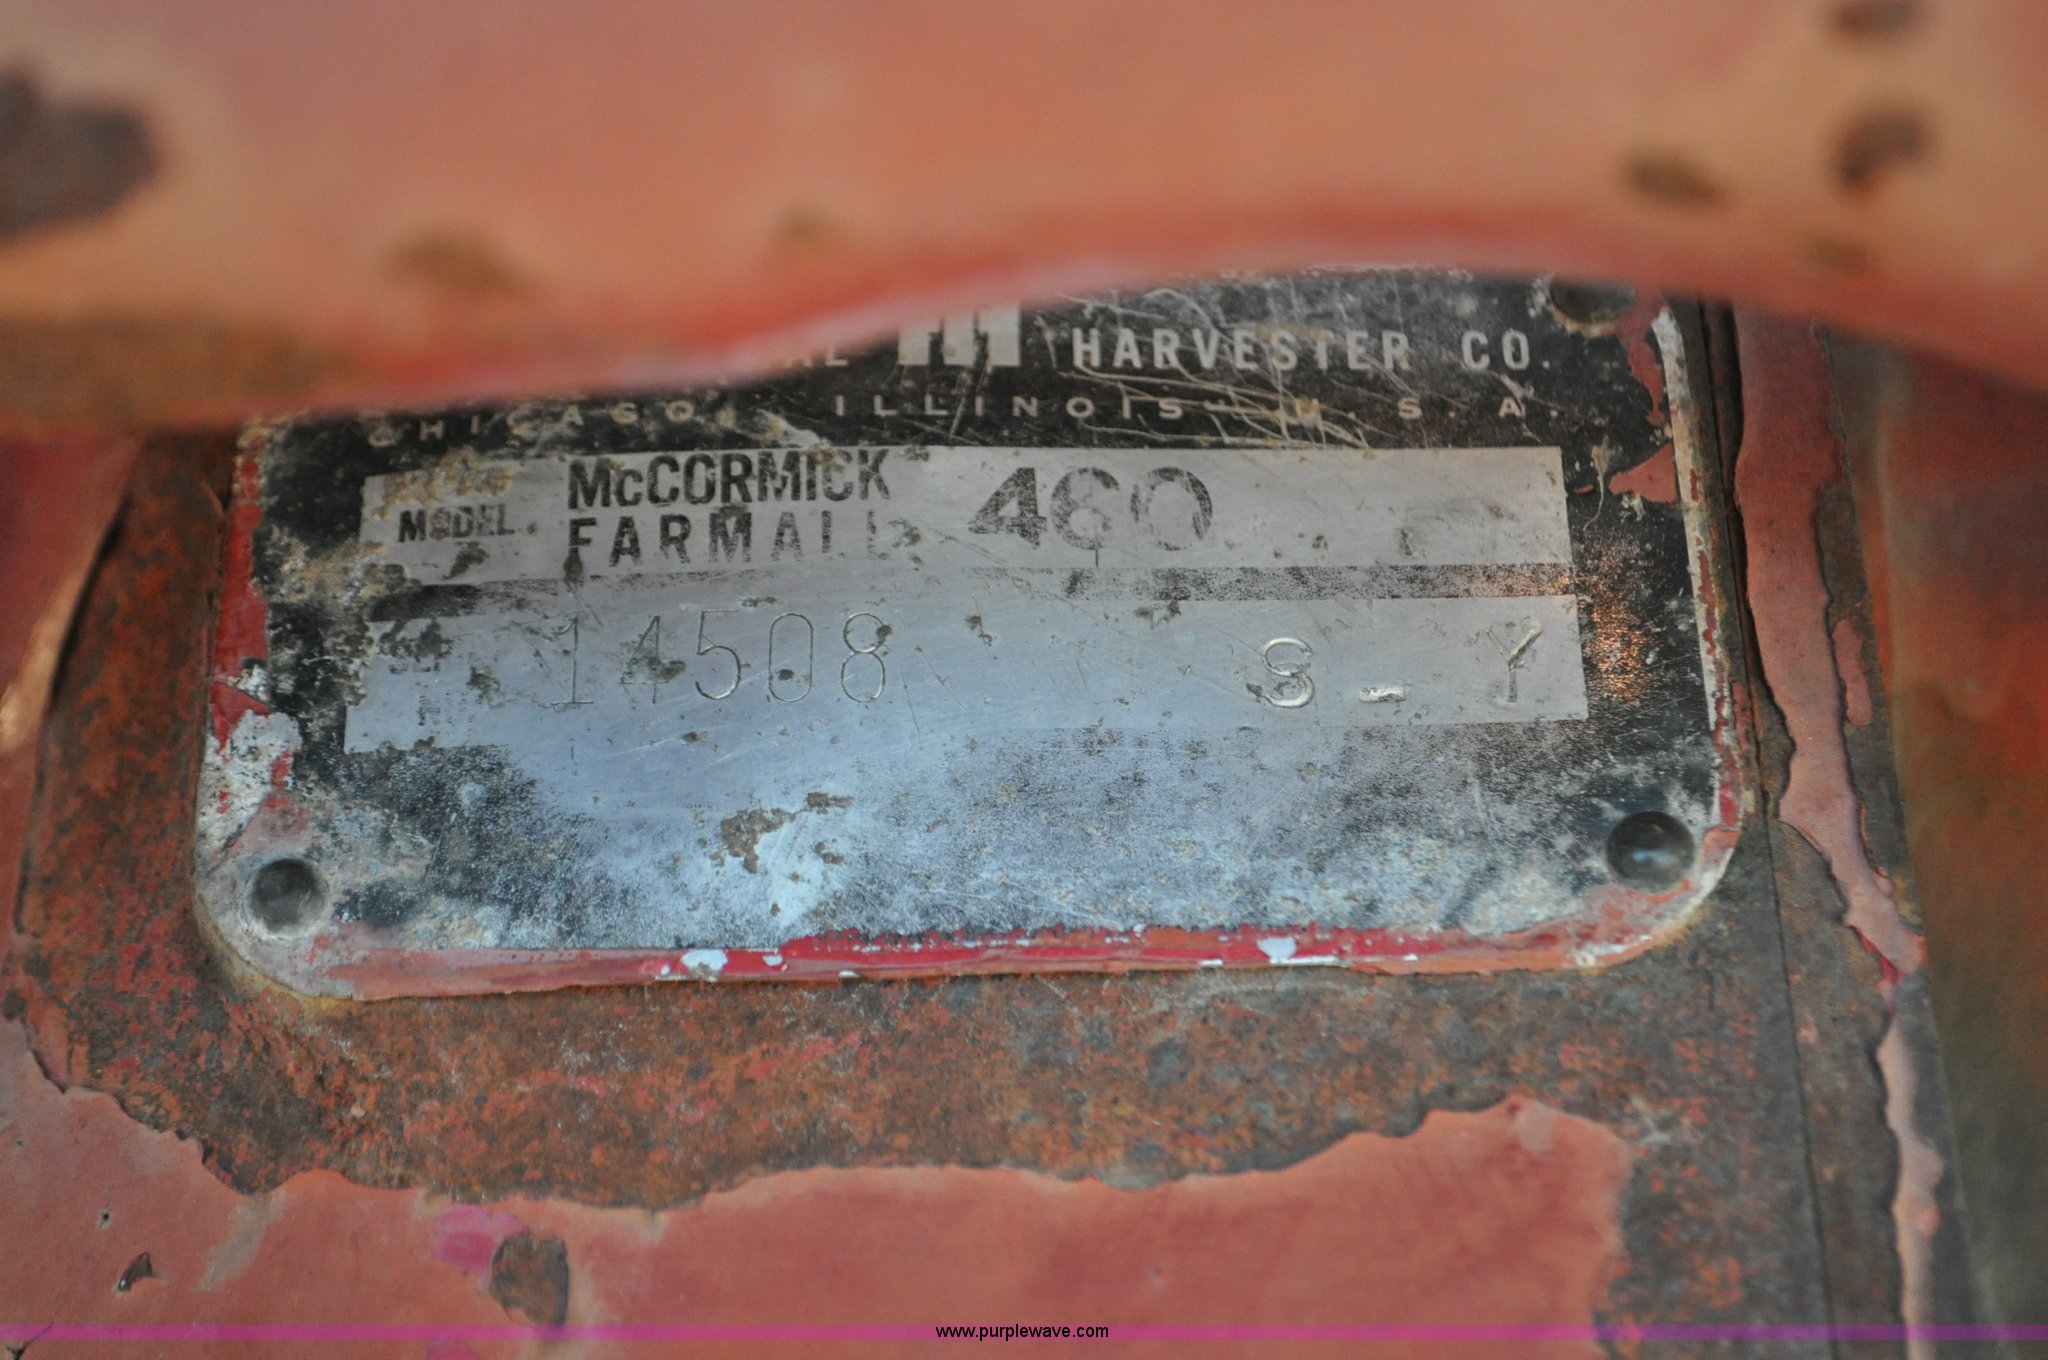 HARVESTER CO.
CHICAGO, ILLINOIS U. S. A.
MODEL. McCORMICK FARMALL 460
14508 S - Y
www.purplewave.com